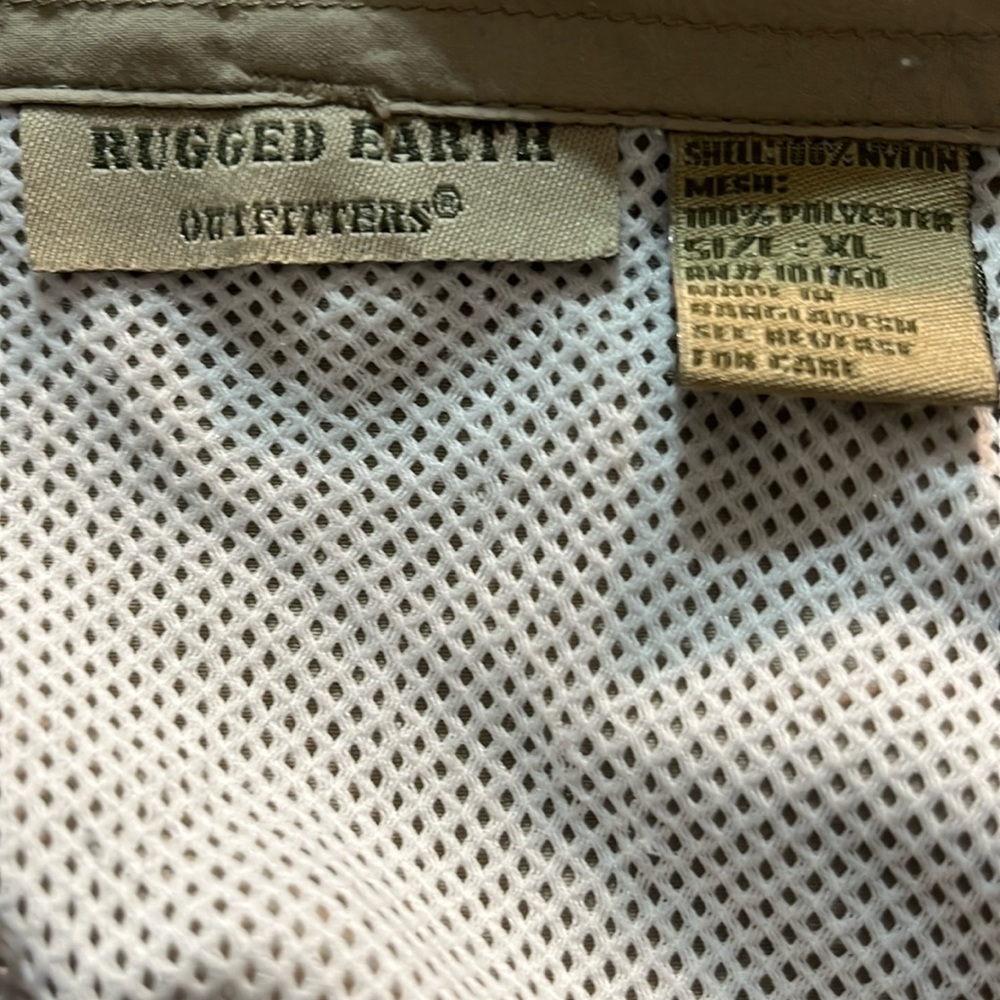 RUGGED EARTH
OUTFITTERS®
SHELL:100% NYLON
MESH:
100% POLYESTER
SIZE - XL
RN# 101760
MADE IN
BANGLADESH
SEE REVERSE
FOR CARE